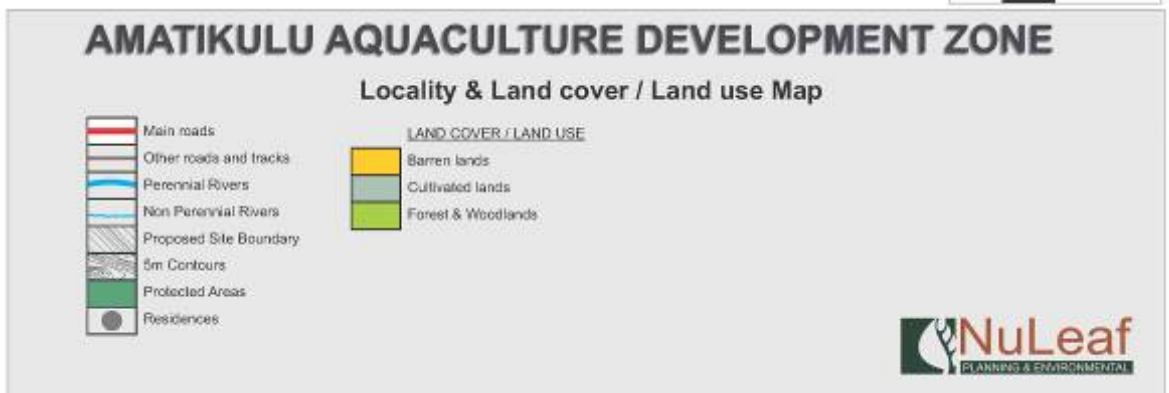 AMATIKULU AQUACULTURE DEVELOPMENT ZONE
Locality & Land cover / Land use Map
Main roads
Other roads and tracks
Perennial Rivers
Non Perennial Rivers
Proposed Site Boundary
5m Contours
Protected Areas
Residences
LAND COVER / LAND USE
Barren lands
Cultivated lands
Forest & Woodlands
NuLeaf
PLANNING & ENVIRONMENTAL